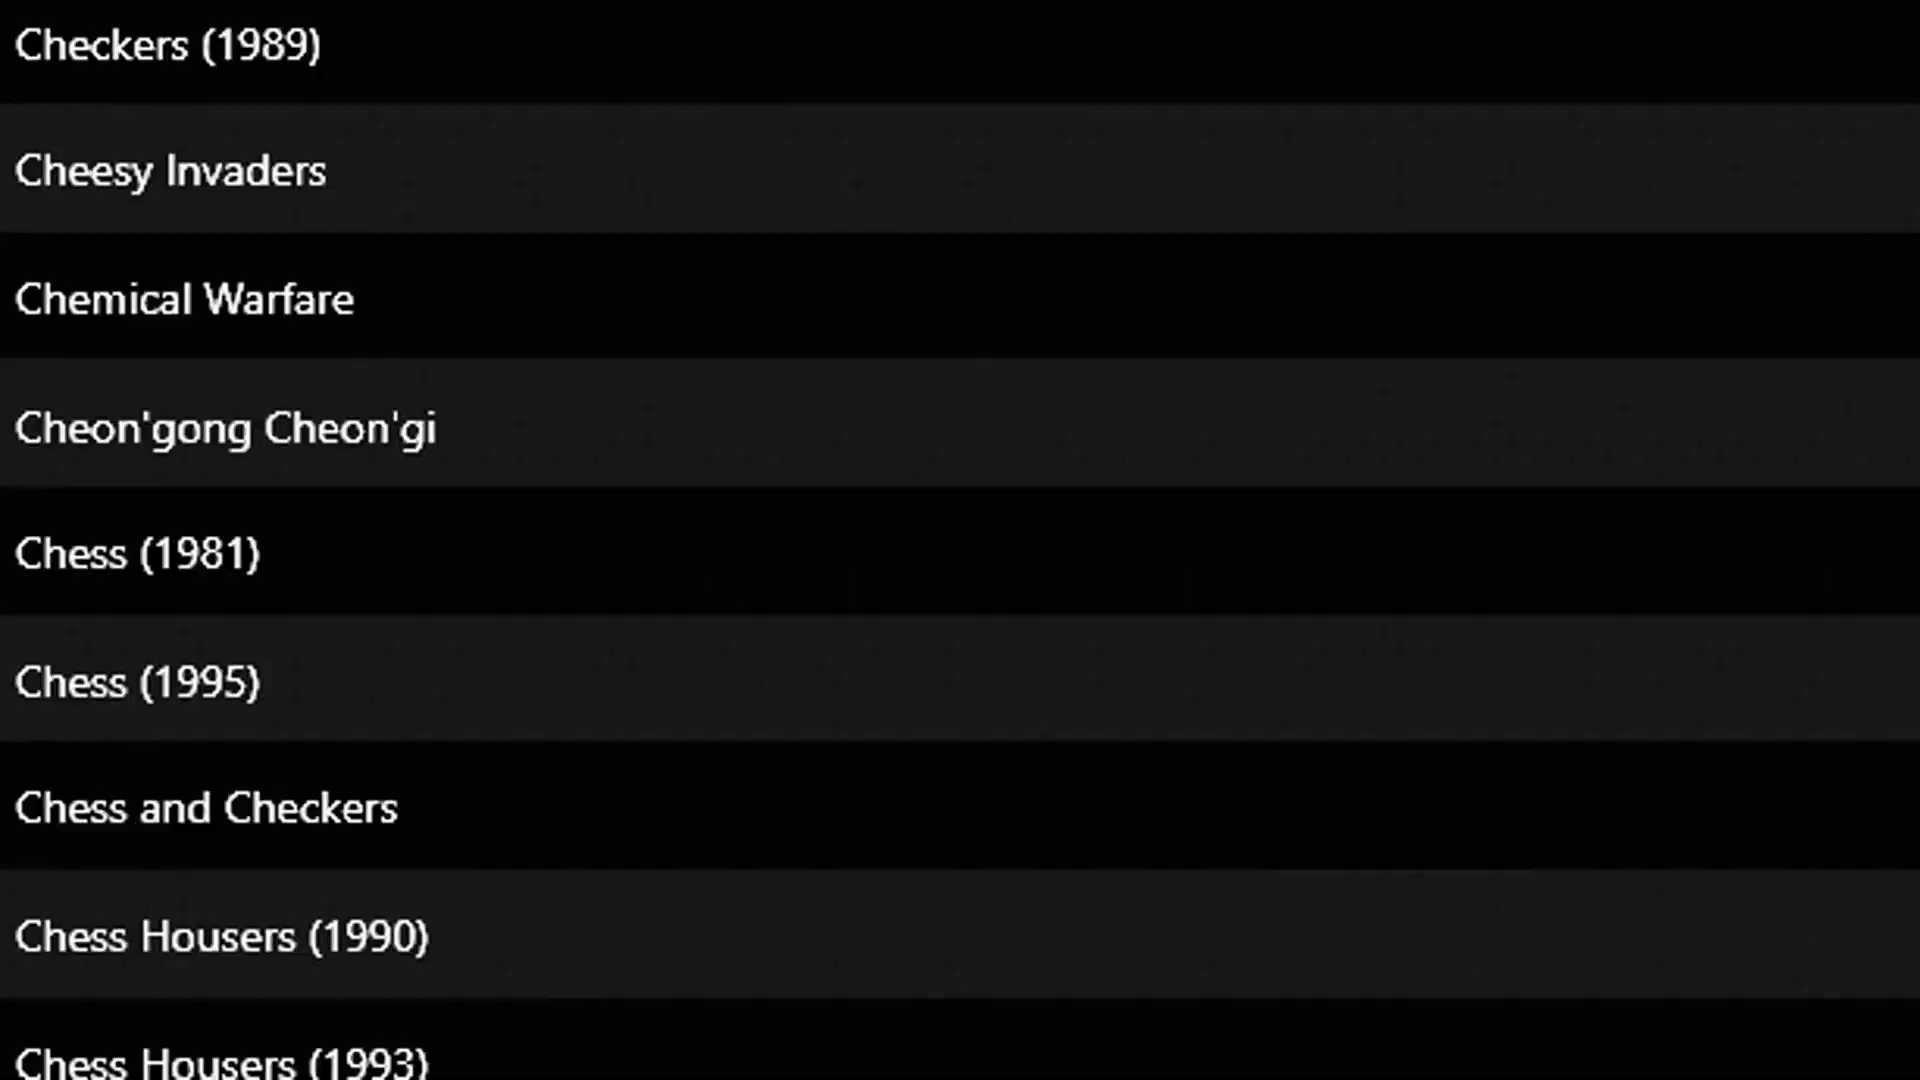 Checkers (1989)
Cheesy Invaders
Chemical Warfare
Cheon'gong Cheon'gi
Chess (1981)
Chess (1995)
Chess and Checkers
Chess Housers (1990)
Chess Housers (1993)